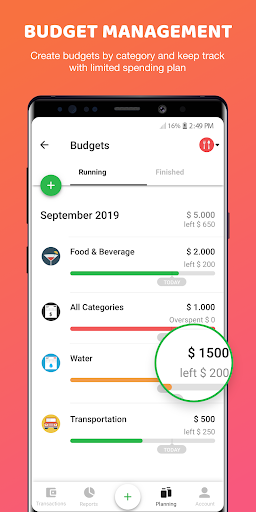 BUDGET MANAGEMENT
Create budgets by category and keep track
with limited spending plan
16% 2:49 PM
Budgets
Running Finished
September 2019 $ 5.000
left $ 650
Food & Beverage $ 2.000
left $ 200
TODAY
All Categories $ 1.000
Overspent $ 0
TODAY
Water $ 1500
left $ 200
Transportation $ 500
left $ 250
TODAY
Transactions Reports Planning Account